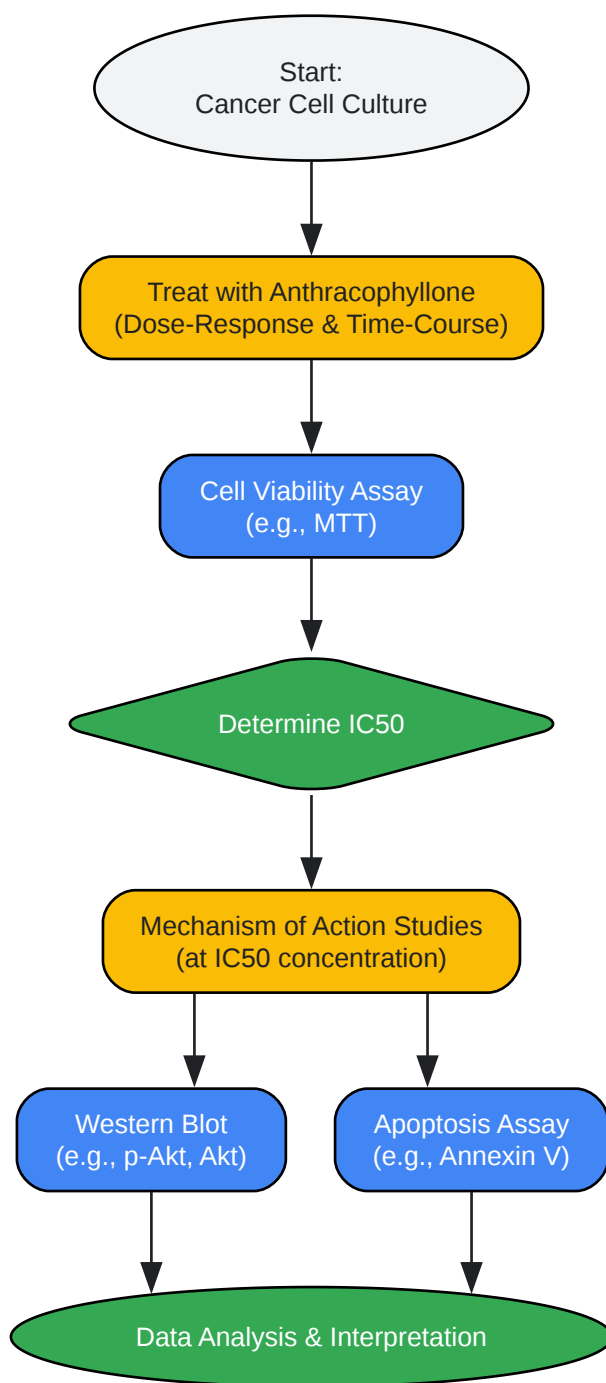 Start:
Cancer Cell Culture
Treat with Anthracophyllone
(Dose-Response & Time-Course)
Cell Viability Assay
(e.g., MTT)
Determine IC50
Mechanism of Action Studies
(at IC50 concentration)
Western Blot
(e.g., p-Akt, Akt)
Apoptosis Assay
(e.g., Annexin V)
Data Analysis & Interpretation